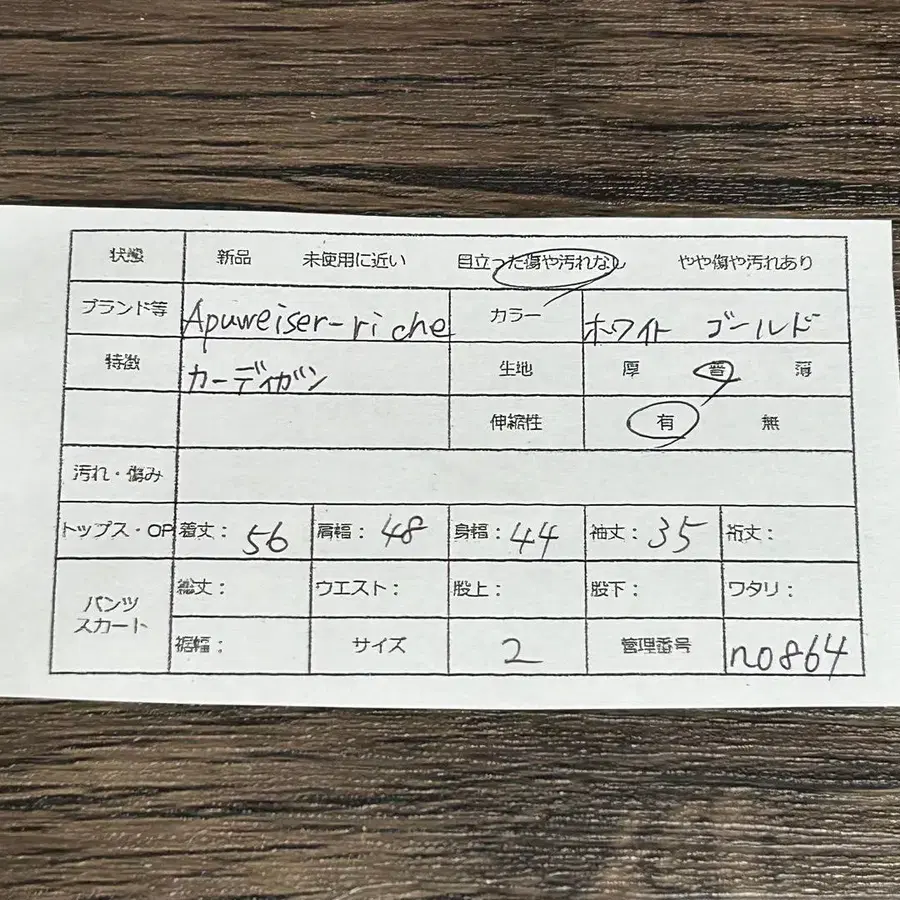 状態 新品 未使用に近い 目立った傷や汚れなし やや傷や汚れあり
ブランド等 Apuweiser-riche カラー ホワイト ゴールド
特徴 カーディガン 生地 厚 普 薄
伸縮性 有 無
汚れ・傷み
トップス・OP 着丈: 56 肩幅: 48 身幅: 44 袖丈: 35 裄丈:
パンツ スカート 総丈: ウエスト: 股上: 股下: ワタリ:
裾幅: サイズ 2 管理番号 no864